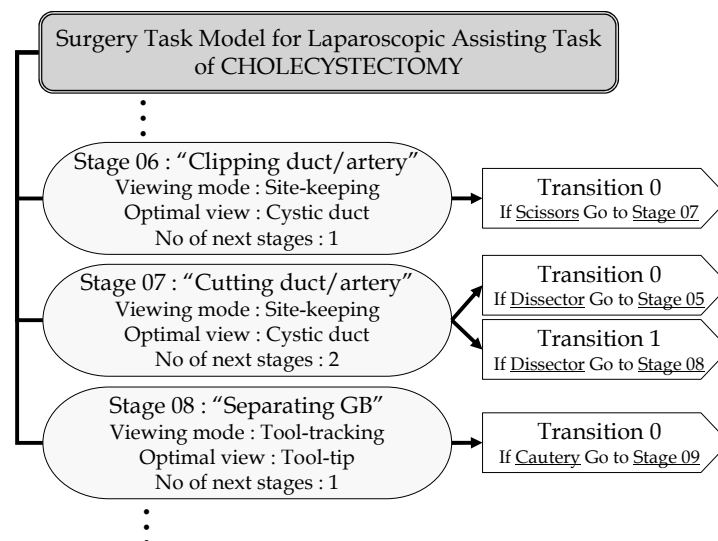 Surgery Task Model for Laparoscopic Assisting Task
of CHOLECYSTECTOMY
Stage 06 : “Clipping duct/artery”
Viewing mode : Site-keeping
Optimal view : Cystic duct
No of next stages : 1
Transition 0
If Scissors Go to Stage 07
Stage 07 : “Cutting duct/artery”
Viewing mode : Site-keeping
Optimal view : Cystic duct
No of next stages : 2
Transition 0
If Dissector Go to Stage 05
Transition 1
If Dissector Go to Stage 08
Stage 08 : “Separating GB”
Viewing mode : Tool-tracking
Optimal view : Tool-tip
No of next stages : 1
Transition 0
If Cautery Go to Stage 09